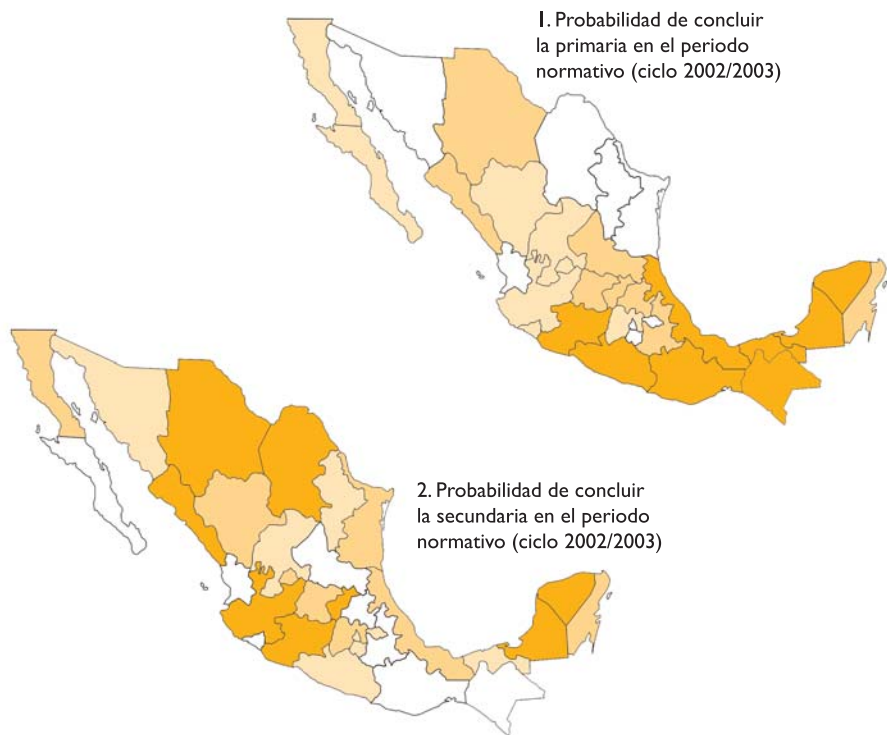 1. Probabilidad de concluir
la primaria en el periodo
normativo (ciclo 2002/2003)
2. Probabilidad de concluir
la secundaria en el periodo
normativo (ciclo 2002/2003)